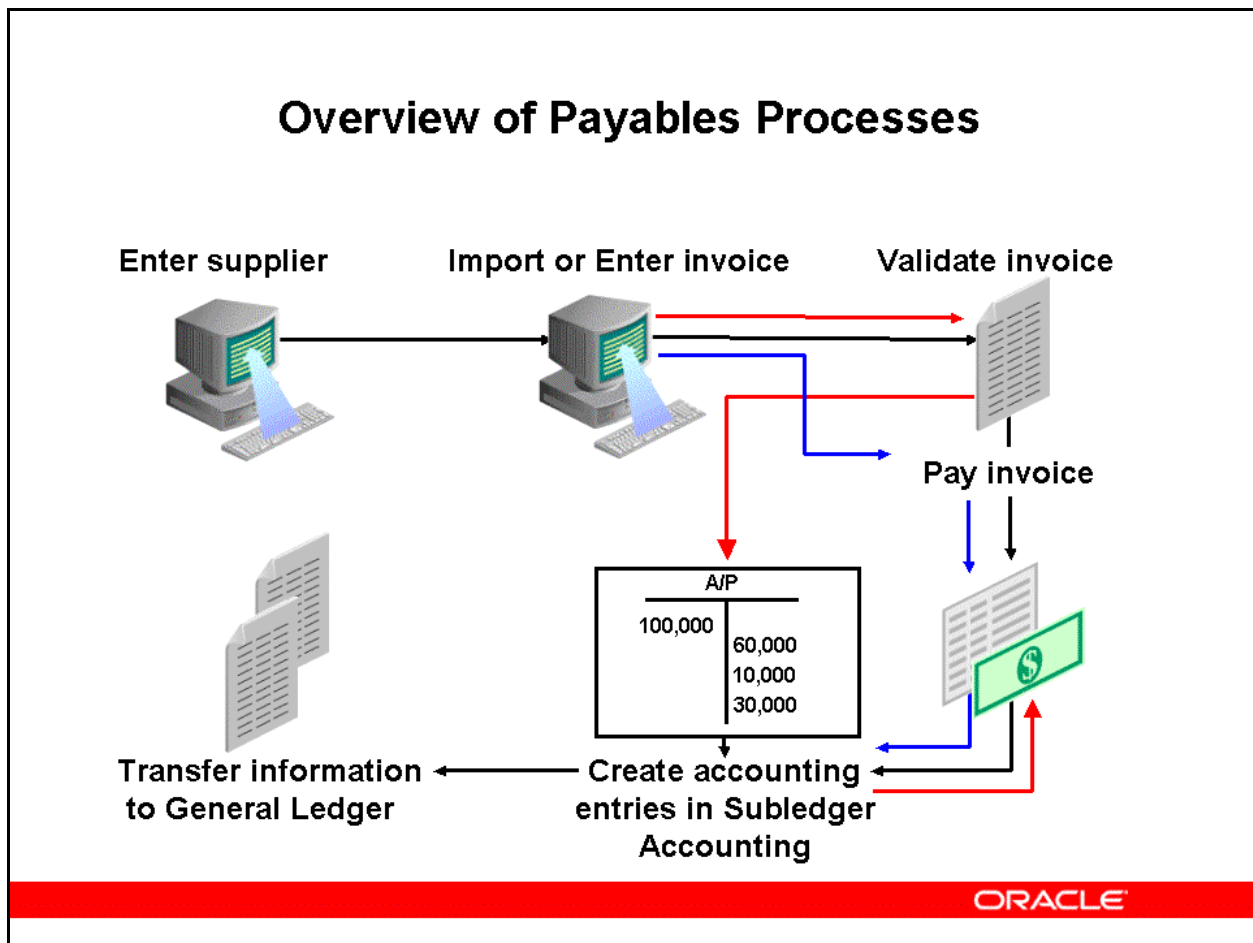 Overview of Payables Processes
Enter supplier
Import or Enter invoice
Validate invoice
Pay invoice
A/P
100,000
60,000
10,000
30,000
$
Transfer information
to General Ledger
Create accounting
entries in Subledger
Accounting
ORACLE